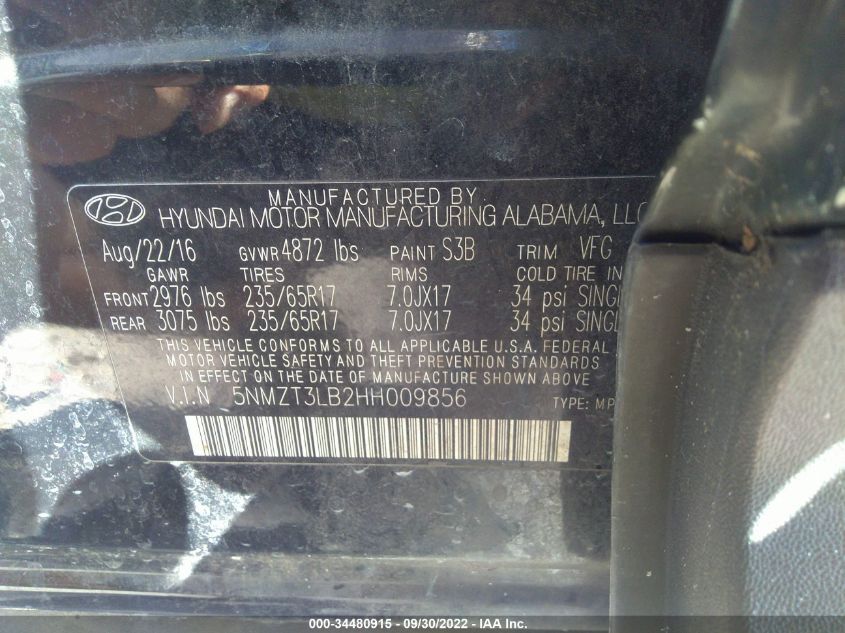 MANUFACTURED BY
HYUNDAI MOTOR MANUFACTURING ALABAMA, LLC
Aug/22/16 GVWR 4872 lbs PAINT S3B TRIM VFG
GAWR TIRES RIMS COLD TIRE IN
FRONT 2976 lbs 235/65R17 7.0JX17 34 psi SINGL
REAR 3075 lbs 235/65R17 7.0JX17 34 psi SINGL
THIS VEHICLE CONFORMS TO ALL APPLICABLE U.S.A. FEDERAL
MOTOR VEHICLE SAFETY AND THEFT PREVENTION STANDARDS
IN EFFECT ON THE DATE OF MANUFACTURE SHOWN ABOVE
V.I.N 5NMZT3LB2HH009856 TYPE: MP
000-34480915 - 09/30/2022 - IAA Inc.